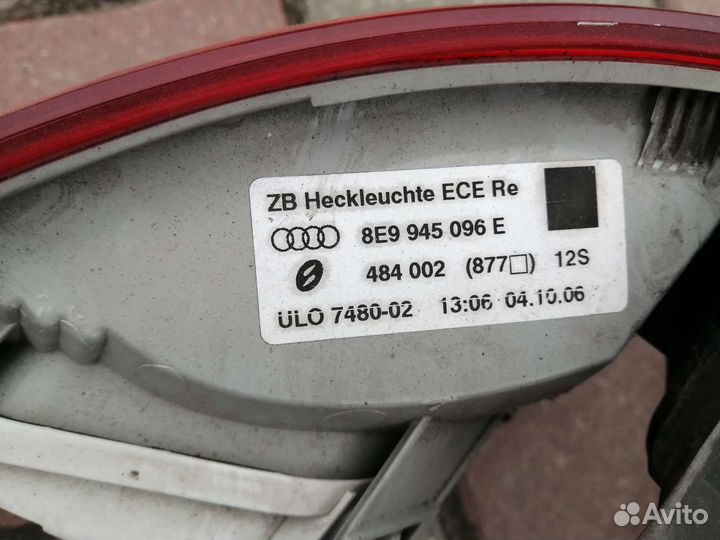 ZB Heckleuchte ECE Re
8E9 945 096 E
484 002 (877□) 12S
ULO 7480-02 13:06 04.10.06
Avito